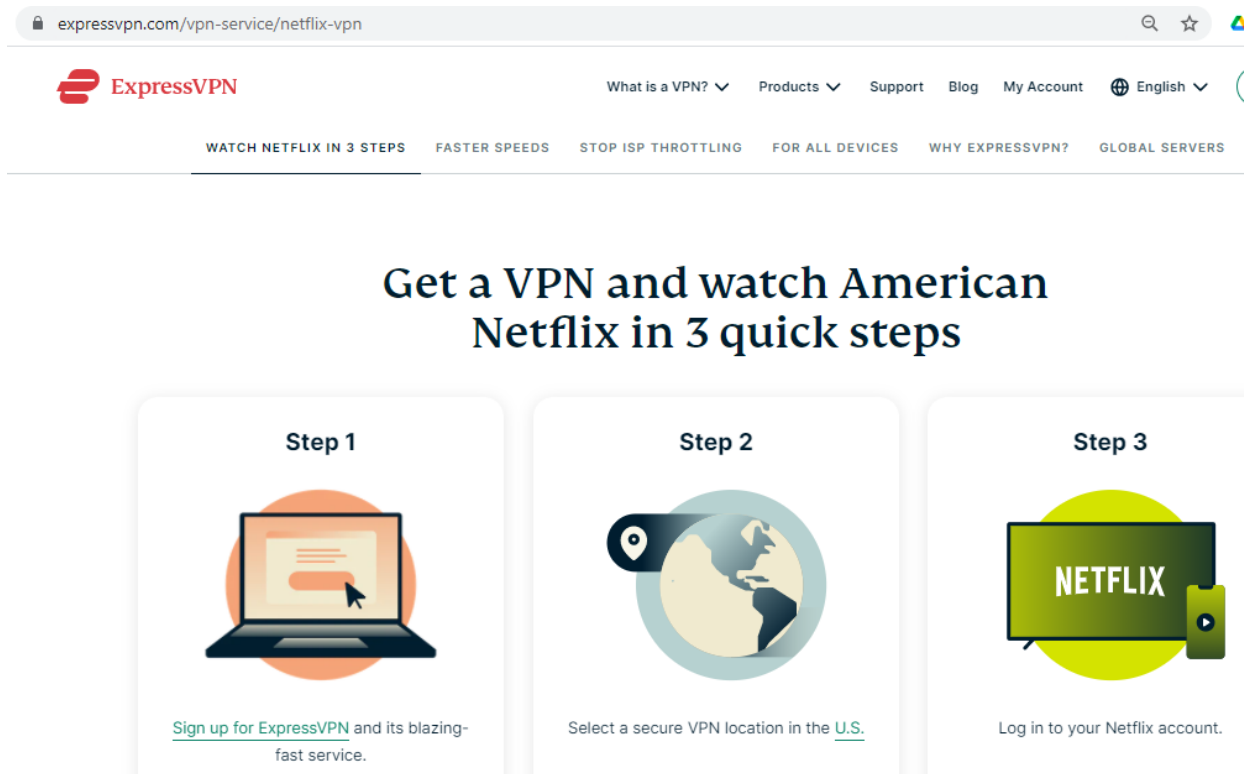 expressvpn.com/vpn-service/netflix-vpn
ExpressVPN
What is a VPN? Products Support Blog My Account English
WATCH NETFLIX IN 3 STEPS FASTER SPEEDS STOP ISP THROTTLING FOR ALL DEVICES WHY EXPRESSVPN? GLOBAL SERVERS
Get a VPN and watch American
Netflix in 3 quick steps
Step 1
Step 2
Step 3
NETFLIX
Sign up for ExpressVPN and its blazing-
fast service.
Select a secure VPN location in the U.S.
Log in to your Netflix account.